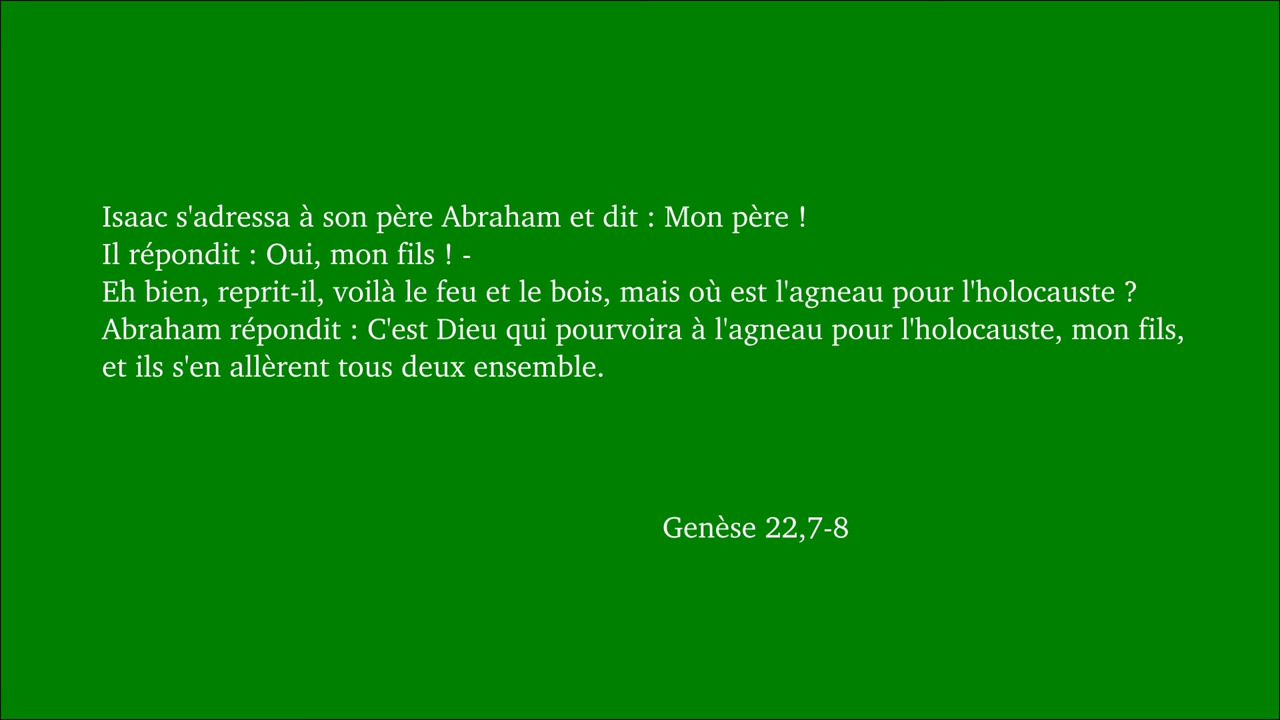 Isaac s'adressa à son père Abraham et dit : Mon père !
Il répondit : Oui, mon fils ! -
Eh bien, reprit-il, voilà le feu et le bois, mais où est l'agneau pour l'holocauste ?
Abraham répondit : C'est Dieu qui pourvoira à l'agneau pour l'holocauste, mon fils,
et ils s'en allèrent tous deux ensemble.
Genèse 22,7-8